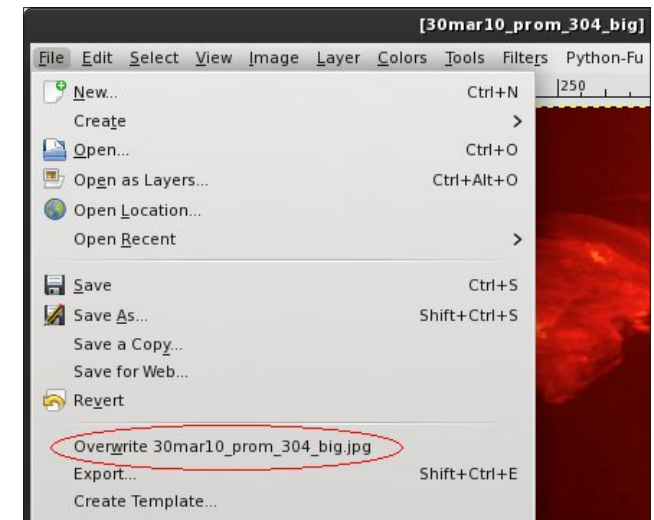 [30mar10_prom_304_big]
File Edit Select View Image Layer Colors Tools Filters Python-Fu
250
New... Ctrl+N
Create >
Open... Ctrl+O
Open as Layers... Ctrl+Alt+O
Open Location...
Open Recent >
Save Ctrl+S
Save As... Shift+Ctrl+S
Save a Copy...
Save for Web...
Revert
Overwrite 30mar10_prom_304_big.jpg
Export... Shift+Ctrl+E
Create Template...